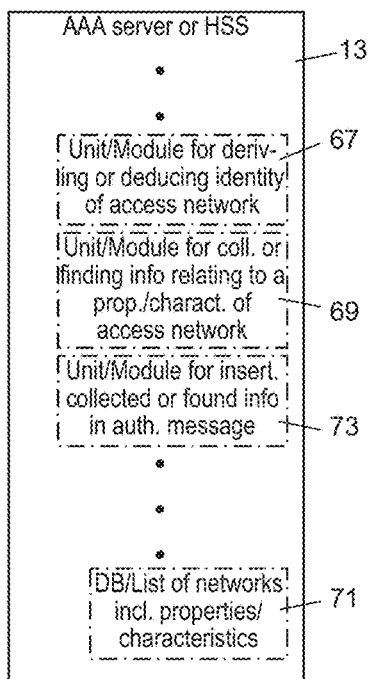 AAA server or HSS
13
Unit/Module for deriv-
ling or deducing identity
of access network
67
Unit/Module for coll. or
finding info relating to a
prop./charact. of
access network
69
Unit/Module for insert.
collected or found info
in auth. message
73
DB/List of networks
incl. properties/
characteristics
71